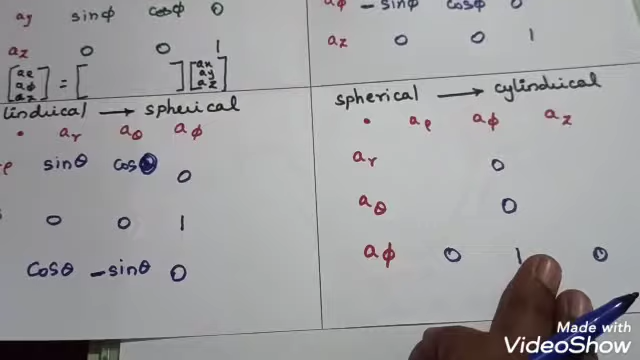 ay sinϕ cosϕ 0
az 0 0 1
[aρ aϕ az] = [ ] [ax ay az]
aϕ -sinϕ cosϕ 0
az 0 0 1
lindrical → spherical
• ar aθ aϕ
ρ sinθ cosθ 0
0 0 1
cosθ -sinθ 0
spherical → cylindrical
• aρ aϕ az
ar 0
aθ 0
aϕ 0 1 0
Made with
VideoShow